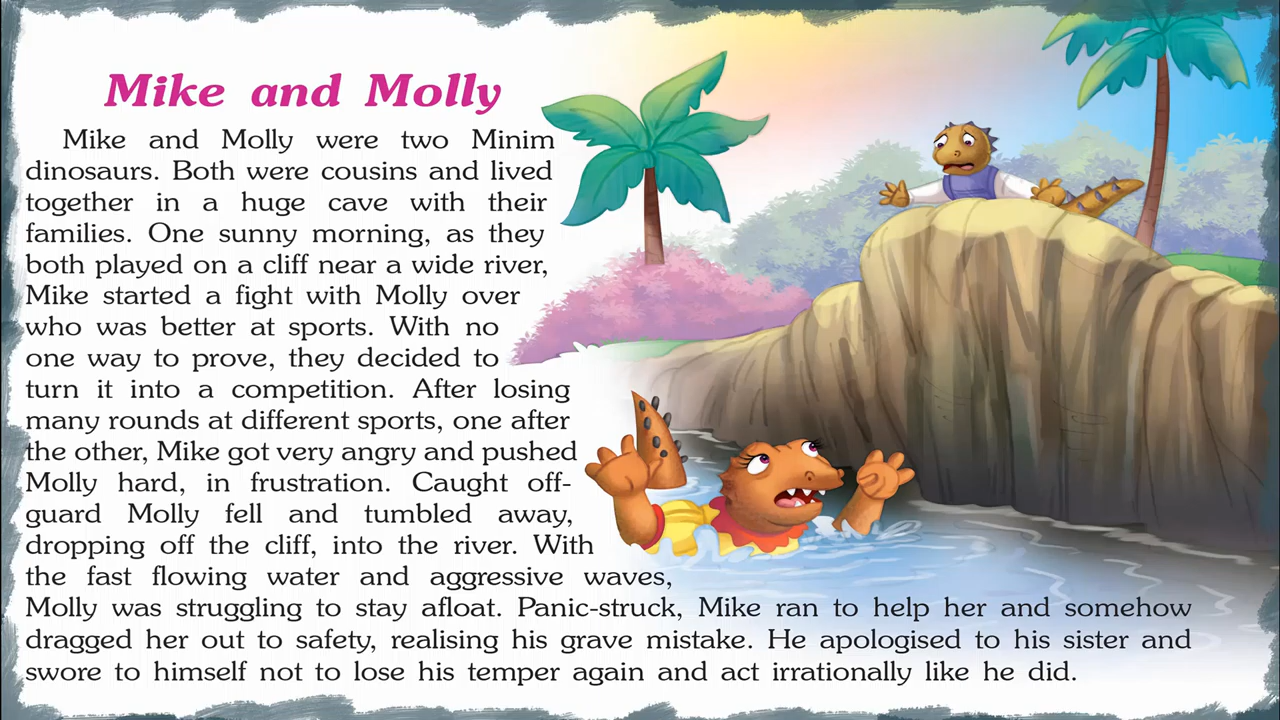 Mike and Molly
Mike and Molly were two Minim
dinosaurs. Both were cousins and lived
together in a huge cave with their
families. One sunny morning, as they
both played on a cliff near a wide river,
Mike started a fight with Molly over
who was better at sports. With no
one way to prove, they decided to
turn it into a competition. After losing
many rounds at different sports, one after
the other, Mike got very angry and pushed
Molly hard, in frustration. Caught off-
guard Molly fell and tumbled away,
dropping off the cliff, into the river. With
the fast flowing water and aggressive waves,
Molly was struggling to stay afloat. Panic-struck, Mike ran to help her and somehow
dragged her out to safety, realising his grave mistake. He apologised to his sister and
swore to himself not to lose his temper again and act irrationally like he did.